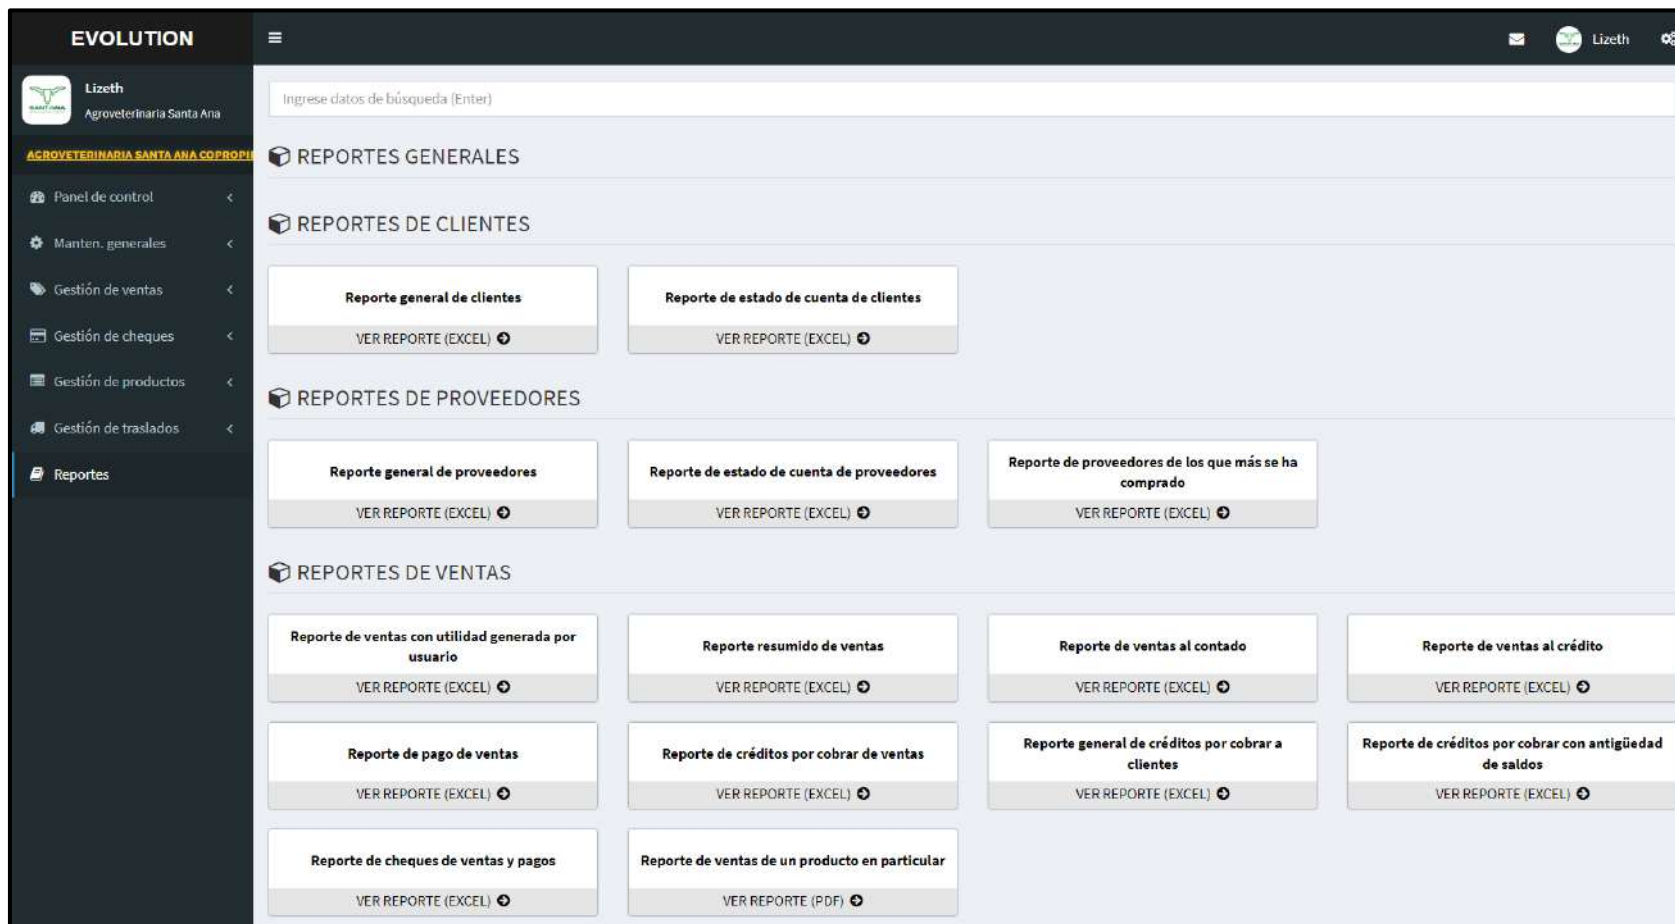 EVOLUTION
Lizeth
Lizeth
Agroveterinaria Santa Ana
Ingrese datos de búsqueda (Enter)
AGROVETERINARIA SANTA ANA COPROPI
Panel de control
Manten. generales
Gestión de ventas
Gestión de cheques
Gestión de productos
Gestión de traslados
Reportes
REPORTES GENERALES
REPORTES DE CLIENTES
Reporte general de clientes
VER REPORTE (EXCEL)
Reporte de estado de cuenta de clientes
VER REPORTE (EXCEL)
REPORTES DE PROVEEDORES
Reporte general de proveedores
VER REPORTE (EXCEL)
Reporte de estado de cuenta de proveedores
VER REPORTE (EXCEL)
Reporte de proveedores de los que más se ha
comprado
VER REPORTE (EXCEL)
REPORTES DE VENTAS
Reporte de ventas con utilidad generada por
usuario
VER REPORTE (EXCEL)
Reporte resumido de ventas
VER REPORTE (EXCEL)
Reporte de ventas al contado
VER REPORTE (EXCEL)
Reporte de ventas al crédito
VER REPORTE (EXCEL)
Reporte de pago de ventas
VER REPORTE (EXCEL)
Reporte de créditos por cobrar de ventas
VER REPORTE (EXCEL)
Reporte general de créditos por cobrar a
clientes
VER REPORTE (EXCEL)
Reporte de créditos por cobrar con antigüedad
de saldos
VER REPORTE (EXCEL)
Reporte de cheques de ventas y pagos
VER REPORTE (EXCEL)
Reporte de ventas de un producto en particular
VER REPORTE (PDF)